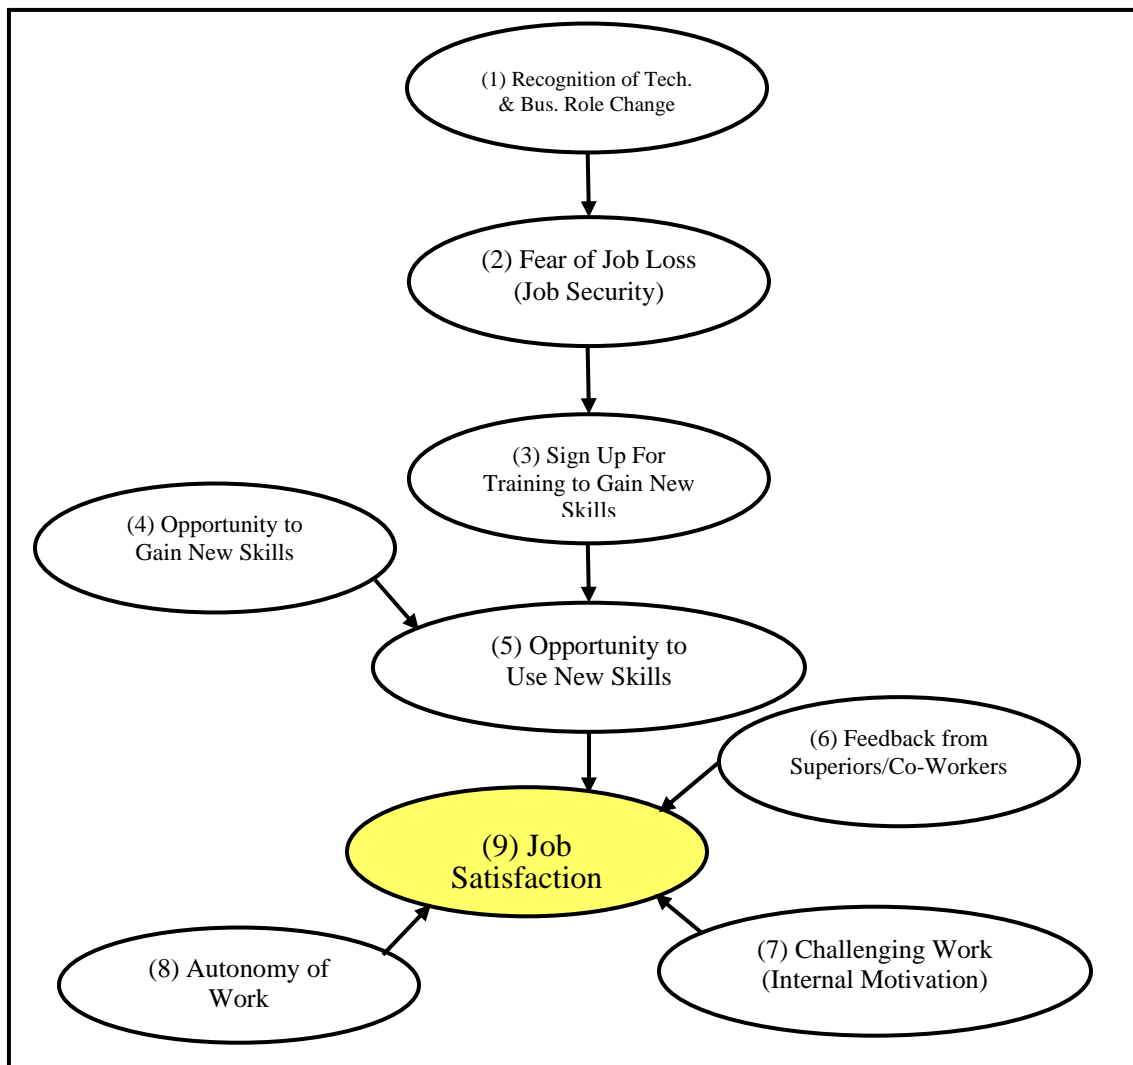 (1) Recognition of Tech.
& Bus. Role Change
(2) Fear of Job Loss
(Job Security)
(3) Sign Up For
Training to Gain New
Skills
(4) Opportunity to
Gain New Skills
(5) Opportunity to
Use New Skills
(6) Feedback from
Superiors/Co-Workers
(9) Job
Satisfaction
(7) Challenging Work
(Internal Motivation)
(8) Autonomy of
Work